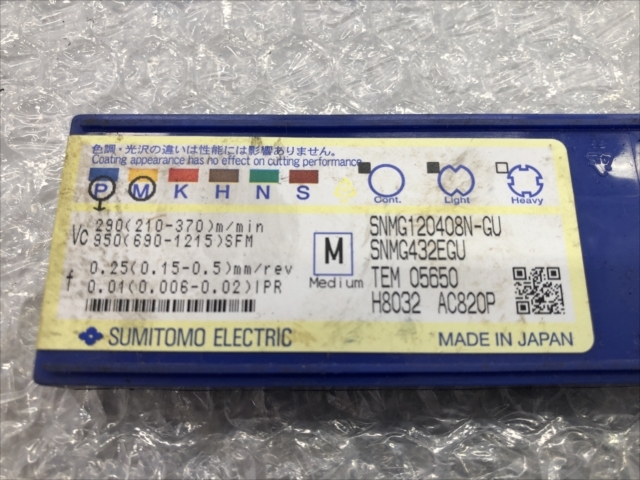 色調・光沢の違いは性能には影響ありません。
Coating appearance has no effect on cutting performance.
P M K H N S
Cont. Light Heavy
Vc 290(210-370)m/min
950(690-1215)SFM
f 0.25(0.15-0.5)mm/rev
0.01(0.006-0.02)IPR
M
Medium
SNMG120408N-GU
SNMG432EGU
TEM 05650
H8032 AC820P
SUMITOMO ELECTRIC
MADE IN JAPAN